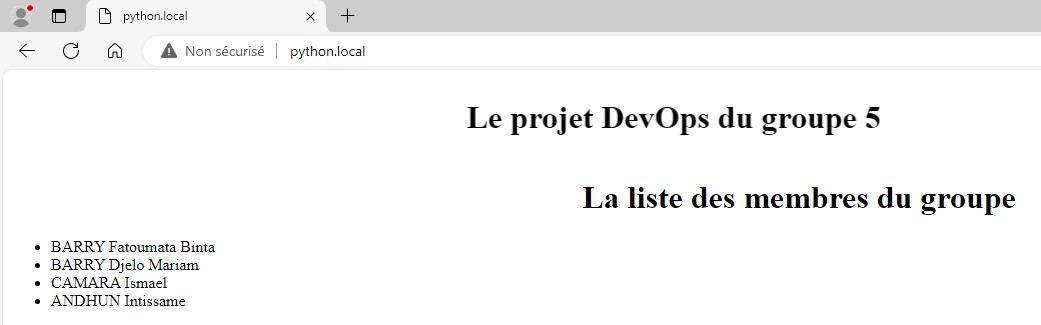 python.local
Non sécurisé | python.local
Le projet DevOps du groupe 5
La liste des membres du groupe
BARRY Fatoumata Binta
BARRY Djelo Mariam
CAMARA Ismael
ANDHUN Intissame